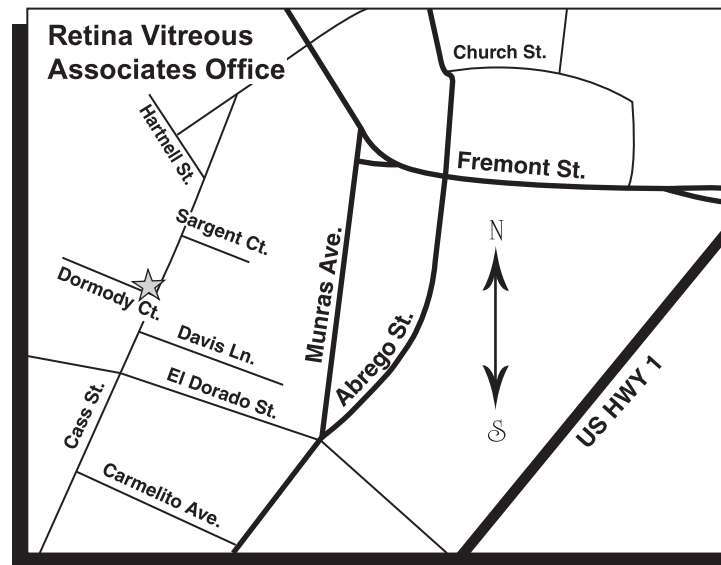 Retina Vitreous
Associates Office
Church St.
Hartnell St.
Fremont St.
Sargent Ct.
N
Dormody Ct.
Munras Ave.
Abrego St.
Davis Ln.
El Dorado St.
US HWY 1
Cass St.
S
Carmelito Ave.